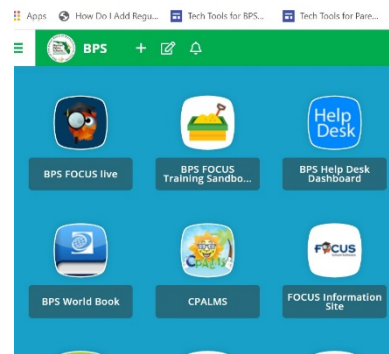 Apps How Do I Add Regu... Tech Tools for BPS... Tech Tools for Pare...
BPS
Help
Desk
BPS FOCUS live
BPS FOCUS
Training Sandbo...
BPS Help Desk
Dashboard
CPALMS
FOCUS
BPS World Book
CPALMS
FOCUS Information
Site